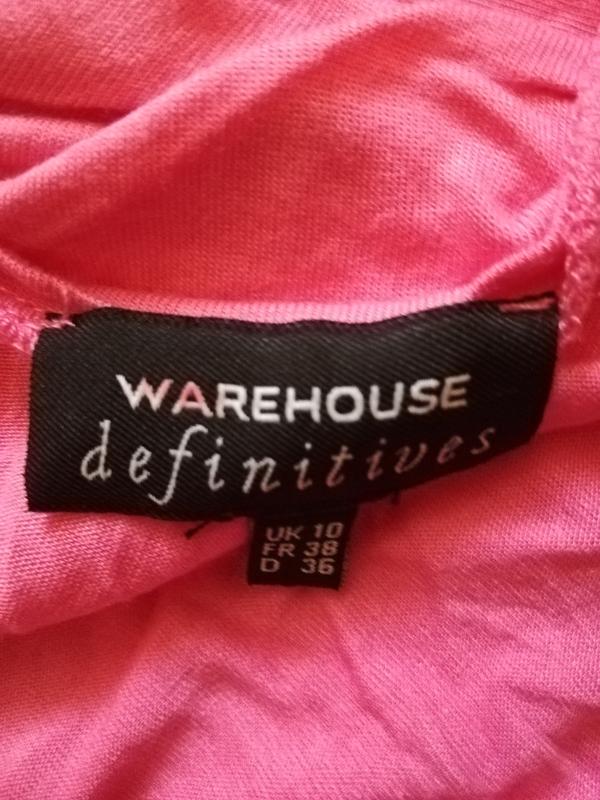 WAREHOUSE
definitives
UK 10
FR 38
D 36